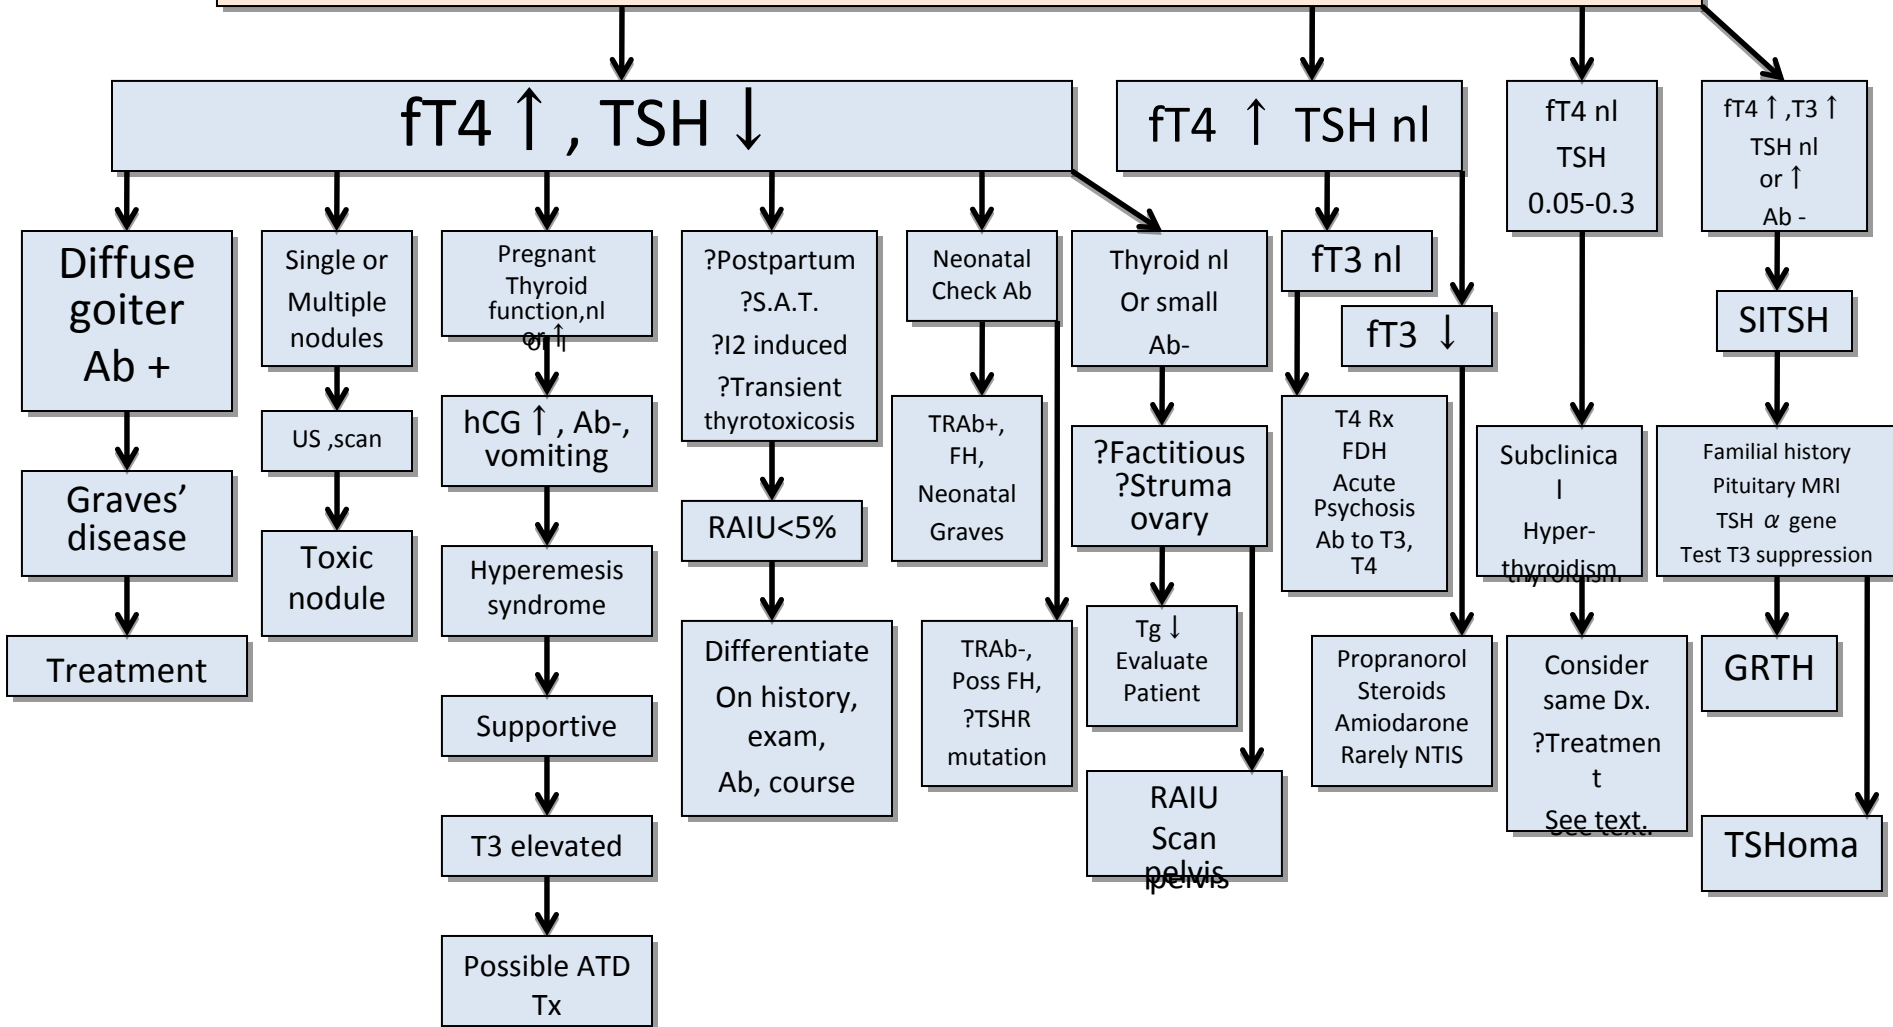 fT4 ↑ , TSH ↓
fT4 ↑ TSH nl
fT4 nl
TSH
0.05-0.3
fT4 ↑ ,T3 ↑
TSH nl
or ↑
Ab -
Diffuse
goiter
Ab +
Single or
Multiple
nodules
Pregnant
Thyroid
function,nl
or ↑
?Postpartum
?S.A.T.
?I2 induced
?Transient
thyrotoxicosis
Neonatal
Check Ab
Thyroid nl
Or small
Ab-
fT3 nl
fT3 ↓
SITSH
US ,scan
hCG ↑ , Ab-,
vomiting
TRAb+,
FH,
Neonatal
Graves
?Factitious
?Struma
ovary
T4 Rx
FDH
Acute
Psychosis
Ab to T3,
T4
Subclinica
l
Hyper-
thyroidism
Familial history
Pituitary MRI
TSH α gene
Test T3 suppression
Graves’
disease
Toxic
nodule
RAIU<5%
Hyperemesis
syndrome
Treatment
Differentiate
On history,
exam,
Ab, course
TRAb-,
Poss FH,
?TSHR
mutation
Tg ↓
Evaluate
Patient
Propranorol
Steroids
Amiodarone
Rarely NTIS
Consider
same Dx.
?Treatmen
t
See text.
GRTH
Supportive
RAIU
Scan
pelvis
T3 elevated
TSHoma
Possible ATD
Tx